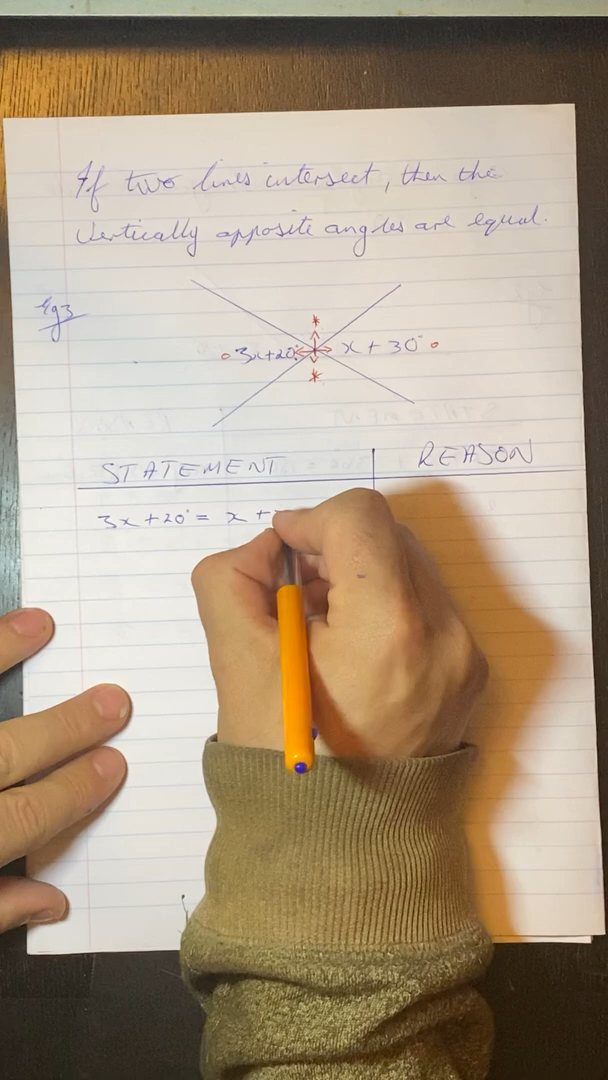 If two lines intersect, then the
vertically opposite angles are equal.
Eg3
3x+20° x + 30°
STATEMENT REASON
3x + 20° = x +